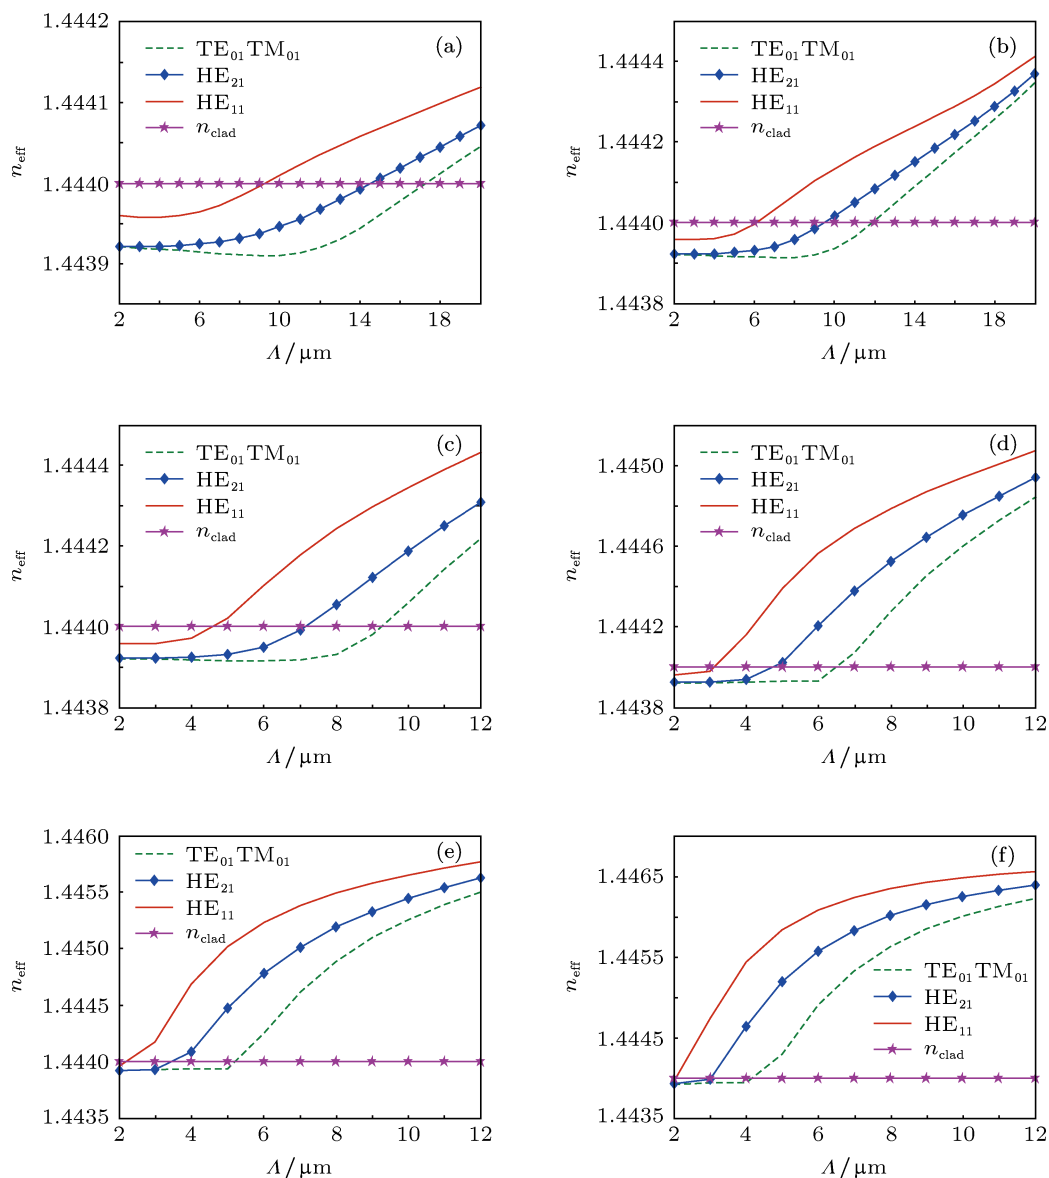 (a)
TE₀₁TM₀₁
HE₂₁
HE₁₁
n_clad
1.4442
1.4441
1.4440
1.4439
n_eff
2 6 10 14 18
Λ/μm
(b)
TE₀₁TM₀₁
HE₂₁
HE₁₁
n_clad
1.4444
1.4442
1.4440
1.4438
n_eff
2 6 10 14 18
Λ/μm
(c)
TE₀₁TM₀₁
HE₂₁
HE₁₁
n_clad
1.4444
1.4442
1.4440
1.4438
n_eff
2 4 6 8 10 12
Λ/μm
(d)
TE₀₁TM₀₁
HE₂₁
HE₁₁
n_clad
1.4450
1.4446
1.4442
1.4438
n_eff
2 4 6 8 10 12
Λ/μm
(e)
TE₀₁TM₀₁
HE₂₁
HE₁₁
n_clad
1.4460
1.4455
1.4450
1.4445
1.4440
1.4435
n_eff
2 4 6 8 10 12
Λ/μm
(f)
TE₀₁TM₀₁
HE₂₁
HE₁₁
n_clad
1.4465
1.4455
1.4445
1.4435
n_eff
2 4 6 8 10 12
Λ/μm